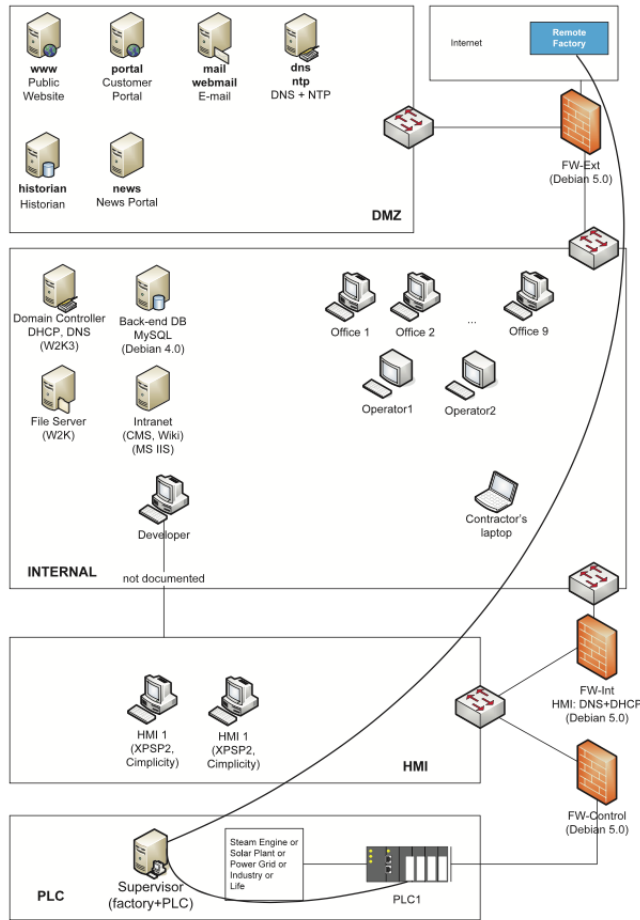 www
Public
Website
portal
Customer
Portal
mail
webmail
E-mail
dns
ntp
DNS + NTP
historian
Historian
news
News Portal
DMZ
Internet
Remote
Factory
FW-Ext
(Debian 5.0)
Domain Controller
DHCP, DNS
(W2K3)
Back-end DB
MySQL
(Debian 4.0)
Office 1
Office 2
...
Office 9
File Server
(W2K)
Intranet
(CMS, Wiki)
(MS IIS)
Operator1
Operator2
Developer
Contractor's
laptop
INTERNAL
not documented
HMI 1
(XPSP2,
Cimplicity)
HMI 1
(XPSP2,
Cimplicity)
HMI
FW-Int
HMI: DNS+DHCP
(Debian 5.0)
FW-Control
(Debian 5.0)
Supervisor
(factory+PLC)
Steam Engine or
Solar Plant or
Power Grid or
Industry or
Life
PLC1
PLC